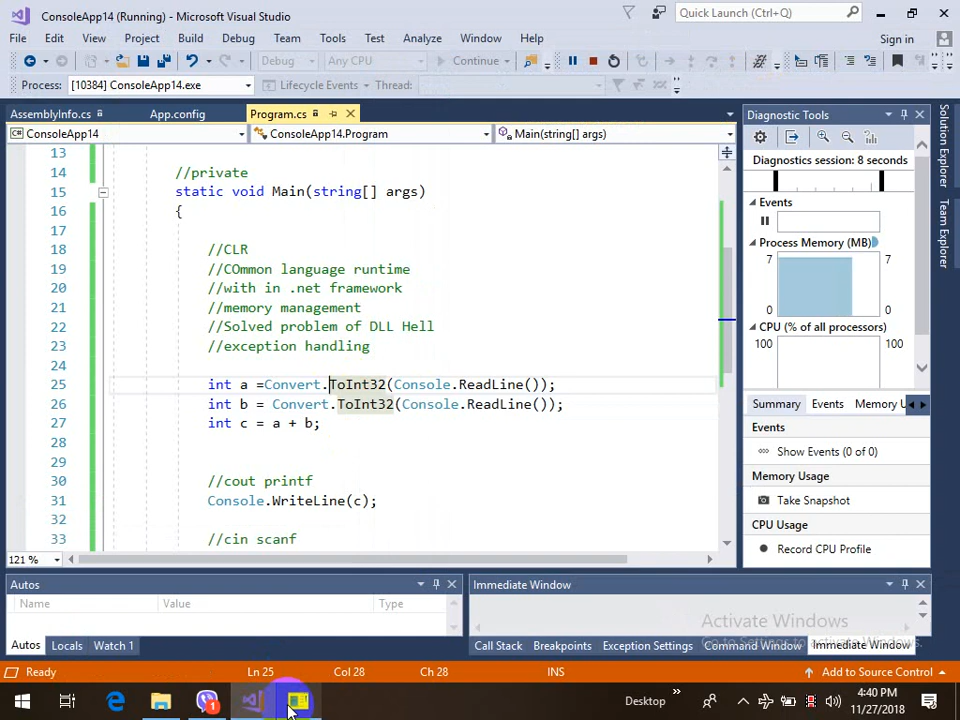 ConsoleApp14 (Running) - Microsoft Visual Studio
Quick Launch (Ctrl+Q)
File Edit View Project Build Debug Team Tools Test Analyze Window Help
Sign in
Debug Any CPU Continue
Process: [10384] ConsoleApp14.exe Lifecycle Events Thread:
AssemblyInfo.cs App.config Program.cs
ConsoleApp14 ConsoleApp14.Program Main(string[] args)
13
14 //private
15 static void Main(string[] args)
16 {
17
18 //CLR
19 //COmmon language runtime
20 //with in .net framework
21 //memory management
22 //Solved problem of DLL Hell
23 //exception handling
24
25 int a =Convert.ToInt32(Console.ReadLine());
26 int b = Convert.ToInt32(Console.ReadLine());
27 int c = a + b;
28
29
30 //cout printf
31 Console.WriteLine(c);
32
33 //cin scanf
121 %
Diagnostic Tools
Diagnostics session: 8 seconds
Events
Process Memory (MB)
7 7
0 0
CPU (% of all processors)
100 100
Summary Events Memory U
Events
Show Events (0 of 0)
Memory Usage
Take Snapshot
CPU Usage
Record CPU Profile
Solution Explorer
Team Explorer
Autos
Name Value Type
Autos Locals Watch 1
Immediate Window
Call Stack Breakpoints Exception Settings Command Window Immediate Window
Activate Windows
Go to Settings to activate Windows.
Ready Ln 25 Col 28 Ch 28 INS Add to Source Control
1
Desktop
4:40 PM
11/27/2018